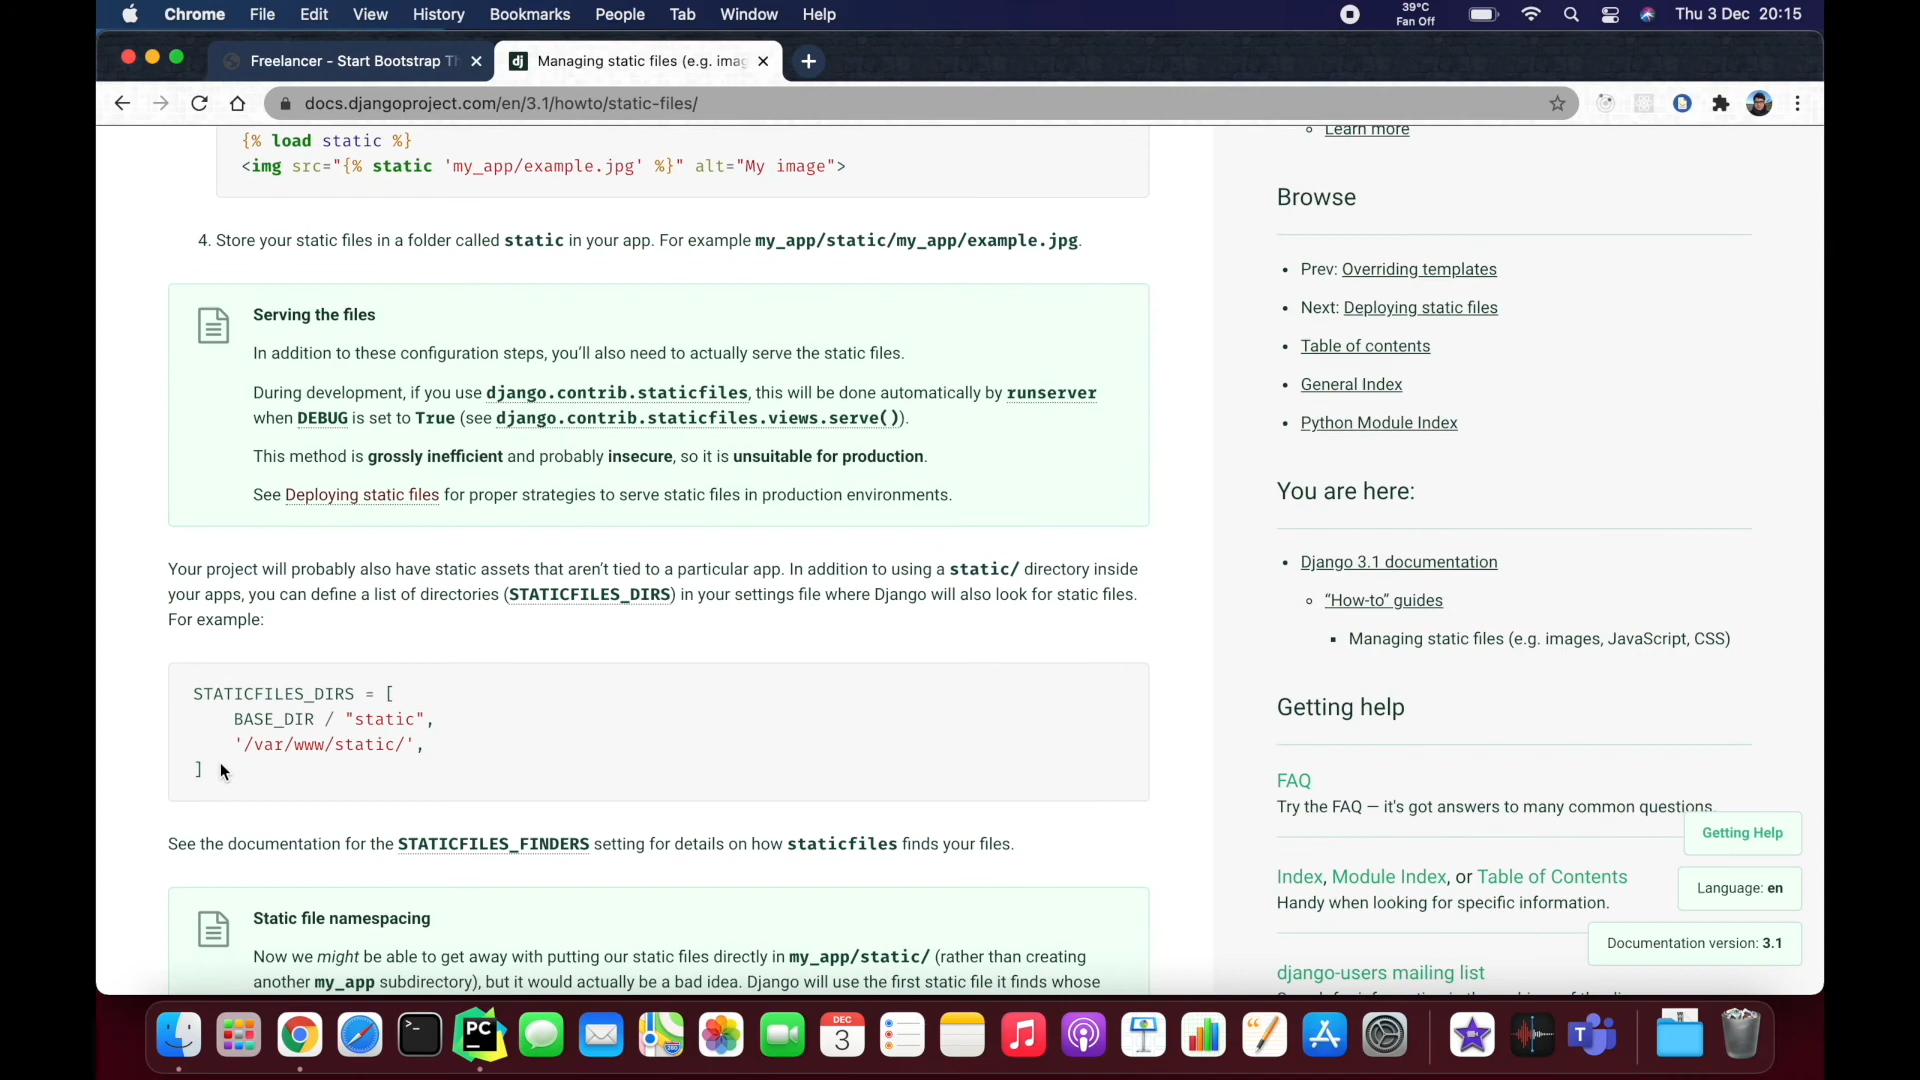 Chrome File Edit View History Bookmarks People Tab Window Help
39°C
Fan Off
Thu 3 Dec 20:15
Freelancer - Start Bootstrap Th
dj Managing static files (e.g. imag
docs.djangoproject.com/en/3.1/howto/static-files/
{% load static %}
<img src="{% static 'my_app/example.jpg' %}" alt="My image">
4. Store your static files in a folder called static in your app. For example my_app/static/my_app/example.jpg.
Serving the files
In addition to these configuration steps, you'll also need to actually serve the static files.
During development, if you use django.contrib.staticfiles, this will be done automatically by runserver
when DEBUG is set to True (see django.contrib.staticfiles.views.serve()).
This method is grossly inefficient and probably insecure, so it is unsuitable for production.
See Deploying static files for proper strategies to serve static files in production environments.
Your project will probably also have static assets that aren't tied to a particular app. In addition to using a static/ directory inside
your apps, you can define a list of directories (STATICFILES_DIRS) in your settings file where Django will also look for static files.
For example:
STATICFILES_DIRS = [
    BASE_DIR / "static",
    '/var/www/static/',
]
See the documentation for the STATICFILES_FINDERS setting for details on how staticfiles finds your files.
Static file namespacing
Now we might be able to get away with putting our static files directly in my_app/static/ (rather than creating
another my_app subdirectory), but it would actually be a bad idea. Django will use the first static file it finds whose
Learn more
Browse
Prev: Overriding templates
Next: Deploying static files
Table of contents
General Index
Python Module Index
You are here:
Django 3.1 documentation
"How-to" guides
Managing static files (e.g. images, JavaScript, CSS)
Getting help
FAQ
Try the FAQ — it's got answers to many common questions.
Getting Help
Index, Module Index, or Table of Contents
Handy when looking for specific information.
Language: en
Documentation version: 3.1
django-users mailing list
PC
DEC
3
T